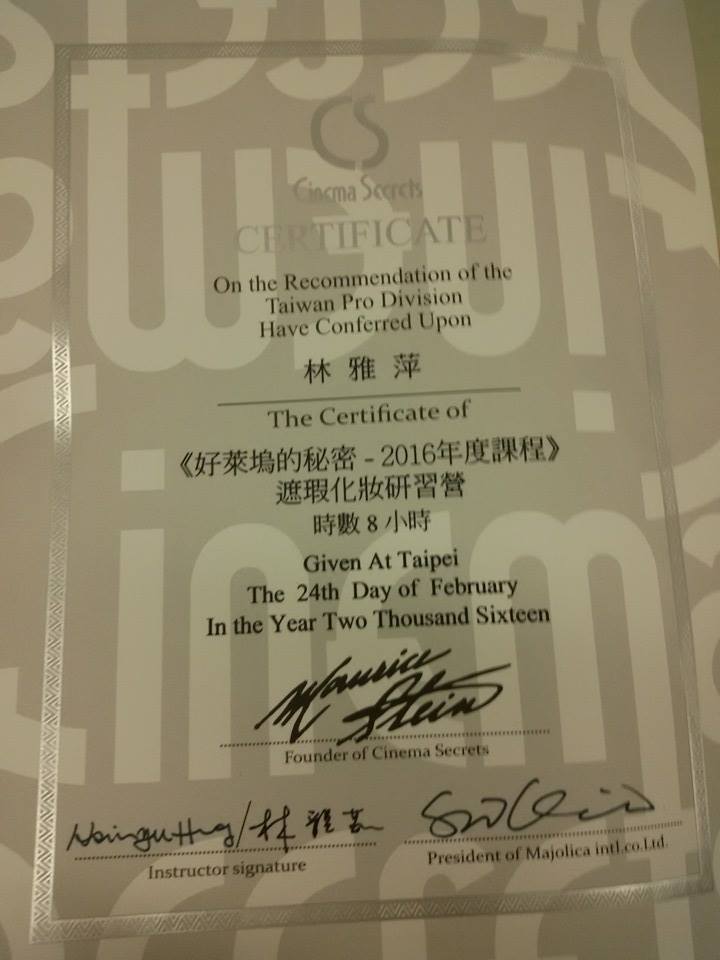 CS
Cinema Secrets
CERTIFICATE
On the Recommendation of the
Taiwan Pro Division
Have Conferred Upon
林雅萍
The Certificate of
《好萊塢的秘密-2016年度課程》
遮瑕化妝研習營
時數8小時
Given At Taipei
The 24th Day of February
In the Year Two Thousand Sixteen
Maurice Stein
Founder of Cinema Secrets
Instructor signature
President of Majolica intl.co.Ltd.